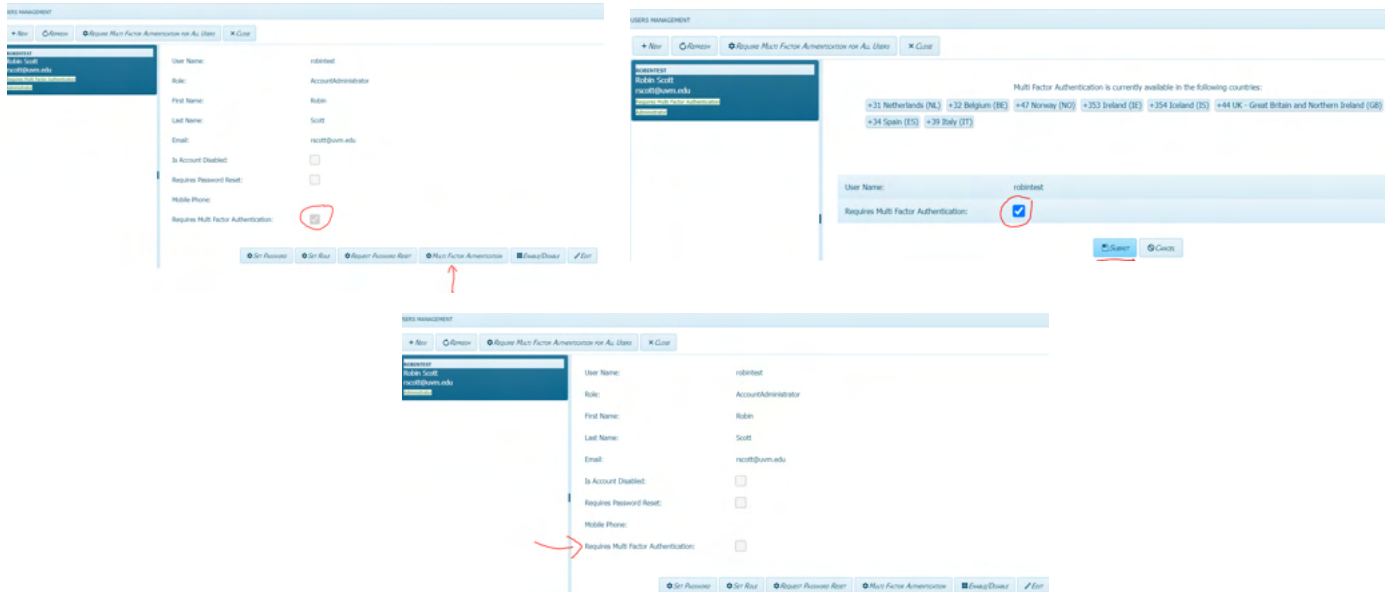 USERS MANAGEMENT
+ New Refresh Require Multi Factor Authentication for All Users × Close
ROBINTEST
Robin Scott
rscott@uvm.edu
Requires Multi Factor Authentication
Administrator
User Name: robintest
Role: AccountAdministrator
First Name: Robin
Last Name: Scott
Email: rscott@uvm.edu
Is Account Disabled:
Requires Password Reset:
Mobile Phone:
Requires Multi Factor Authentication:
Set Password Set Role Request Password Reset Multi Factor Authentication Enable/Disable Edit
USERS MANAGEMENT
+ New Refresh Require Multi Factor Authentication for All Users × Close
ROBINTEST
Robin Scott
rscott@uvm.edu
Requires Multi Factor Authentication
Administrator
Multi Factor Authentication is currently available in the following countries:
+31 Netherlands (NL) +32 Belgium (BE) +47 Norway (NO) +353 Ireland (IE) +354 Iceland (IS) +44 UK - Great Britain and Northern Ireland (GB)
+34 Spain (ES) +39 Italy (IT)
User Name: robintest
Requires Multi Factor Authentication:
Submit Cancel
USERS MANAGEMENT
+ New Refresh Require Multi Factor Authentication for All Users × Close
ROBINTEST
Robin Scott
rscott@uvm.edu
Administrator
User Name: robintest
Role: AccountAdministrator
First Name: Robin
Last Name: Scott
Email: rscott@uvm.edu
Is Account Disabled:
Requires Password Reset:
Mobile Phone:
Requires Multi Factor Authentication:
Set Password Set Role Request Password Reset Multi Factor Authentication Enable/Disable Edit